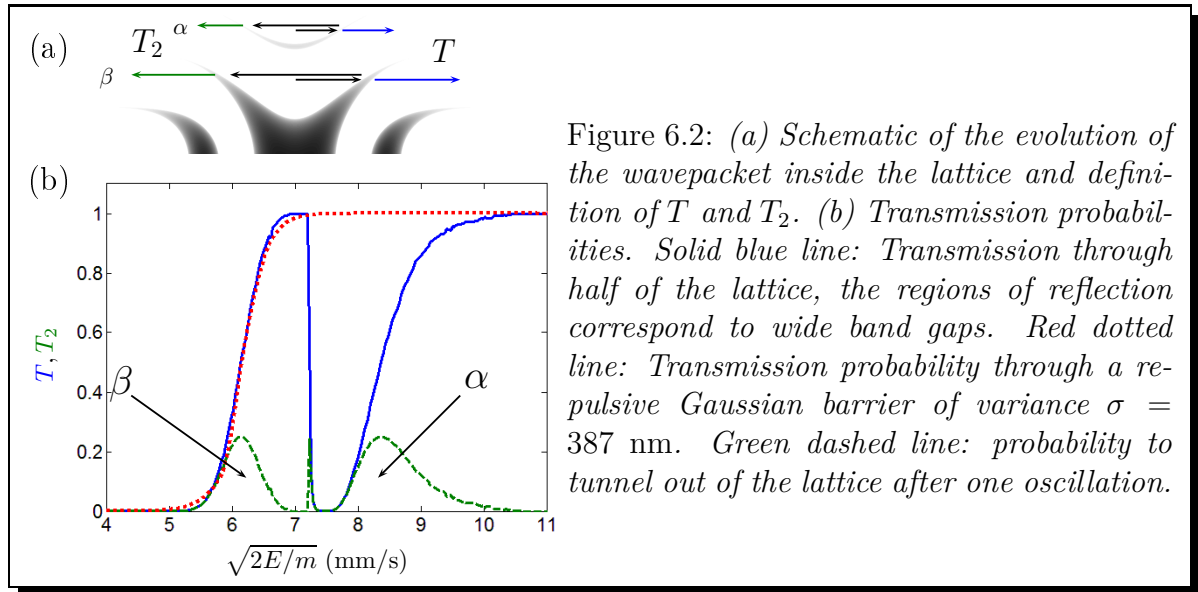 (a)
α
T₂
T
β
(b)
1
0.8
0.6
0.4
0.2
0
T, T₂
β
α
4 5 6 7 8 9 10 11
√2E/m (mm/s)
Figure 6.2: (a) Schematic of the evolution of
the wavepacket inside the lattice and defini-
tion of T and T₂. (b) Transmission probabil-
ities. Solid blue line: Transmission through
half of the lattice, the regions of reflection
correspond to wide band gaps. Red dotted
line: Transmission probability through a re-
pulsive Gaussian barrier of variance σ =
387 nm. Green dashed line: probability to
tunnel out of the lattice after one oscillation.